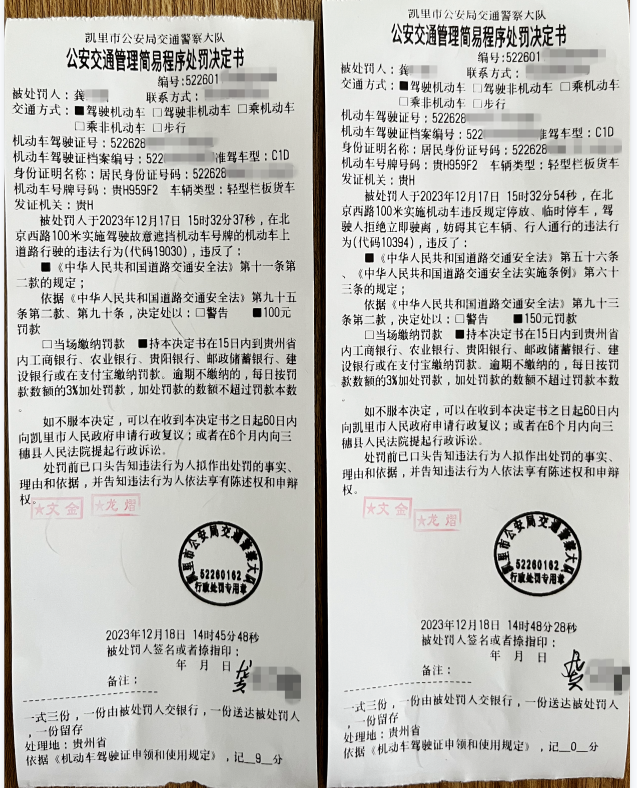 凯里市公安局交通警察大队
公安交通管理简易程序处罚决定书
编号:522601
被处罚人：龚
联系方式：
交通方式：■驾驶机动车 □驾驶非机动车 □乘机动车
□乘非机动车 □步行
机动车驾驶证号：522628
机动车驾驶证档案编号：522 准驾车型：C1D
身份证明名称：居民身份证号码：522628
机动车号牌号码：贵H959F2 车辆类型：轻型栏板货车
发证机关：贵H
被处罚人于2023年12月17日 15时32分37秒，在北
京西路100米实施驾驶故意遮挡机动车号牌的机动车上
道路行驶的违法行为(代码19030)，违反了：
■《中华人民共和国道路交通安全法》第十一条第
二款的规定；
依据《中华人民共和国道路交通安全法》第九十五
条第二款、第九十条，决定处以：□警告 ■100元
罚款
□当场缴纳罚款 ■持本决定书在15日内到贵州省
内工商银行、农业银行、贵阳银行、邮政储蓄银行、建
设银行或在支付宝缴纳罚款。逾期不缴纳的，每日按罚
款数额的3%加处罚款，加处罚款的数额不超过罚款本数
。
如不服本决定，可以在收到本决定书之日起60日内
向凯里市人民政府申请行政复议；或者在6个月内向三
穗县人民法院提起行政诉讼。
处罚前已口头告知违法行为人拟作出处罚的事实、
理由和依据，并告知违法行为人依法享有陈述权和申辩
权。
★文金 ★龙熠
凯里市公安局交通警察大队
52260162
行政处罚专用章
2023年12月18日 14时45分48秒
被处罚人签名或者捺指印：
年 月 日
备注：
一式三份，一份由被处罚人交银行，一份送达被处罚人
，一份留存
处理地：贵州省
依据《机动车驾驶证申领和使用规定》，记__9__分
凯里市公安局交通警察大队
公安交通管理简易程序处罚决定书
编号:522601
被处罚人：龚
联系方式：
交通方式：■驾驶机动车 □驾驶非机动车 □乘机动车
□乘非机动车 □步行
机动车驾驶证号：522628
机动车驾驶证档案编号：522 准驾车型：C1D
身份证明名称：居民身份证号码：522628
机动车号牌号码：贵H959F2 车辆类型：轻型栏板货车
发证机关：贵H
被处罚人于2023年12月17日 15时32分54秒，在北
京西路100米实施机动车违反规定停放、临时停车，驾驶
人拒绝立即驶离，妨碍其它车辆、行人通行的违法行
为(代码10394)，违反了：
■《中华人民共和国道路交通安全法》第五十六条
、《中华人民共和国道路交通安全法实施条例》第六十
三条的规定；
依据《中华人民共和国道路交通安全法》第九十三
条第二款，决定处以：□警告 ■150元罚款
□当场缴纳罚款 ■持本决定书在15日内到贵州省
内工商银行、农业银行、贵阳银行、邮政储蓄银行、建
设银行或在支付宝缴纳罚款。逾期不缴纳的，每日按罚
款数额的3%加处罚款，加处罚款的数额不超过罚款本数
。
如不服本决定，可以在收到本决定书之日起60日内
向凯里市人民政府申请行政复议；或者在6个月内向三
穗县人民法院提起行政诉讼。
处罚前已口头告知违法行为人拟作出处罚的事实、
理由和依据，并告知违法行为人依法享有陈述权和申辩
权。
★文金 ★龙熠
凯里市公安局交通警察大队
52260162
行政处罚专用章
2023年12月18日 14时48分28秒
被处罚人签名或者捺指印：
年 月 日
备注：
一式三份，一份由被处罚人交银行，一份送达被处罚人
，一份留存
处理地：贵州省
依据《机动车驾驶证申领和使用规定》，记__0__分